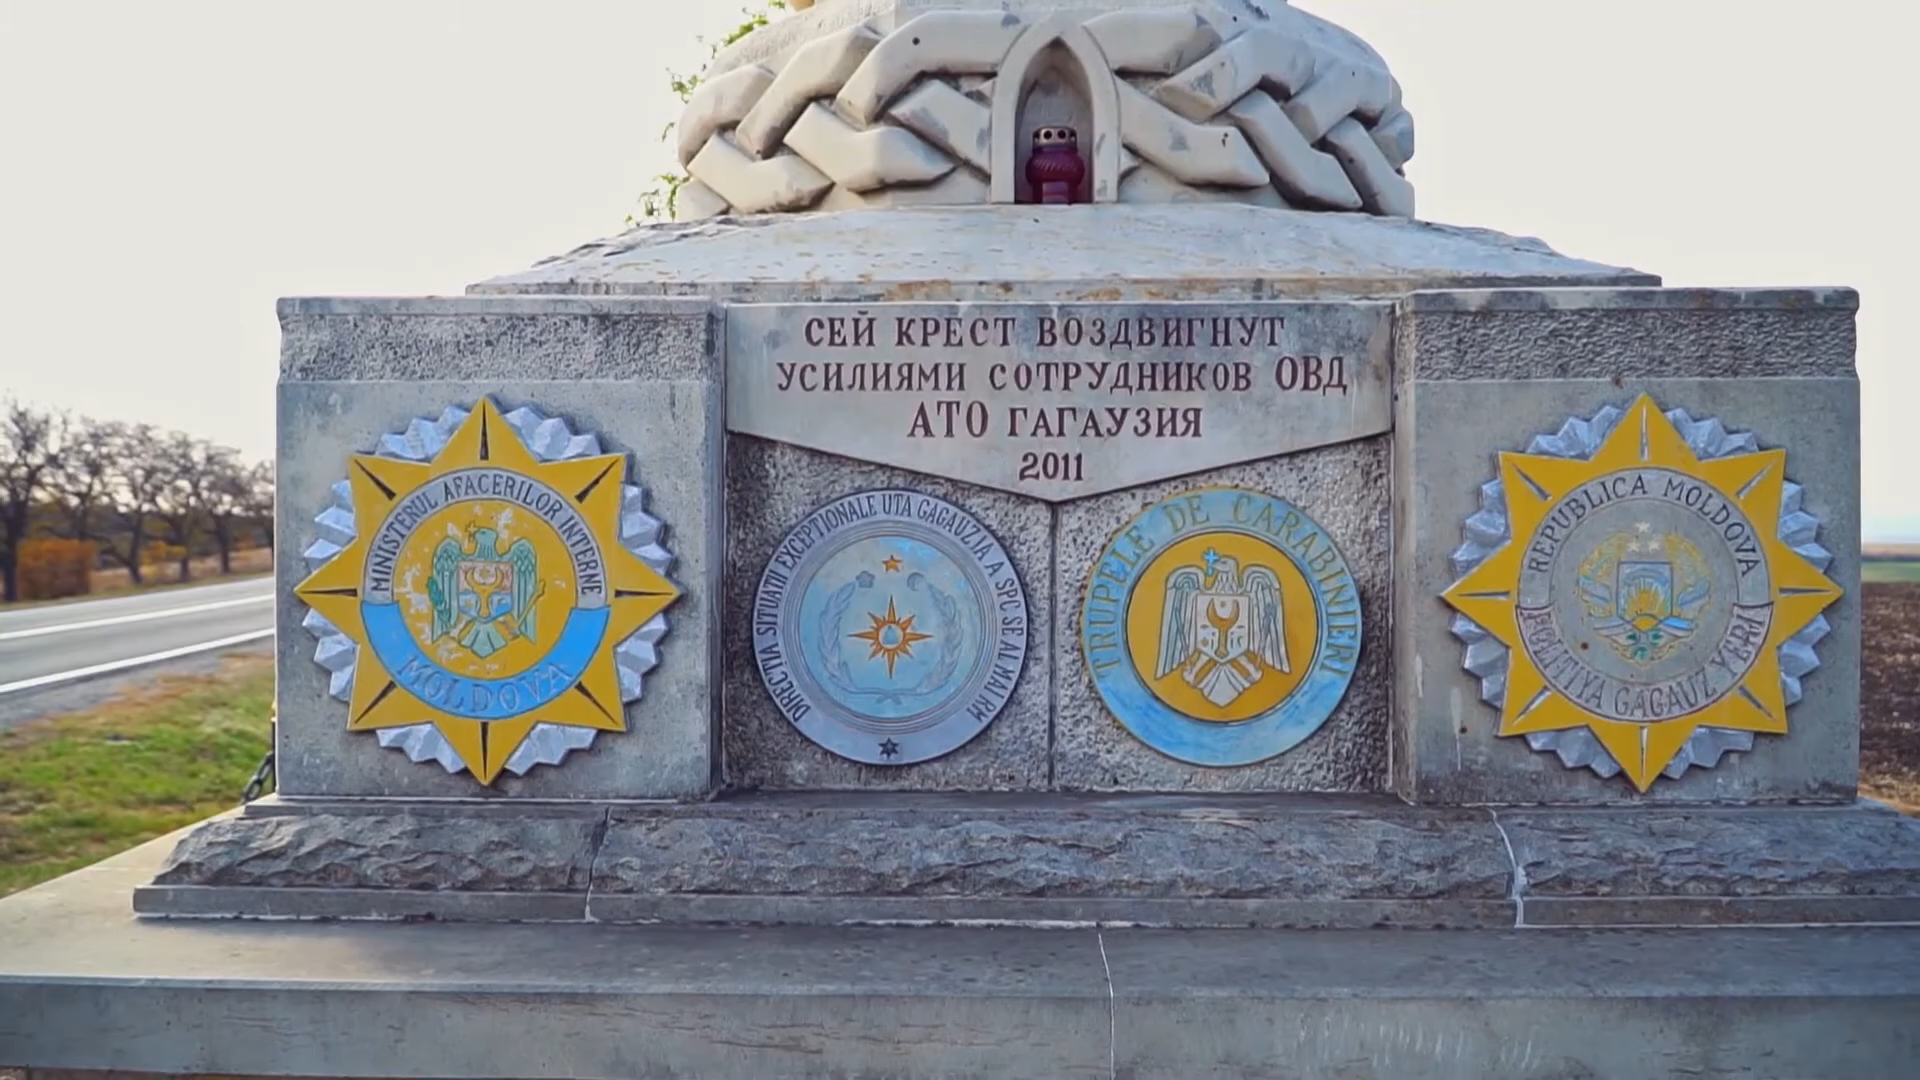 СЕЙ КРЕСТ ВОЗДВИГНУТ
УСИЛИЯМИ СОТРУДНИКОВ ОВД
АТО ГАГАУЗИЯ
2011
MINISTERUL AFACERILOR INTERNE
MOLDOVA
DIRECȚIA SITUATII EXCEPTIONALE UTA GAGAUZIA A SPC SE AL MAI RM
TRUPELE DE CARABINIERI
REPUBLICA MOLDOVA
POLITIYA GAGAUZ YERI